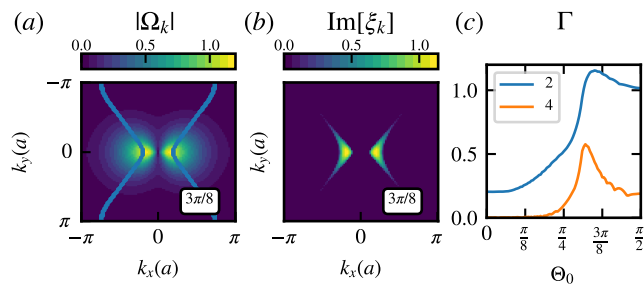 (a) |Ω_k| (b) Im[ξ_k] (c) Γ
0.0 0.5 1.0 0.0 0.5 1.0
−π
k_y(a)
0
π
3π/8
−π 0 π
k_x(a)
k_y(a)
3π/8
−π 0 π
k_x(a)
1.0
0.5
0.0
2
4
0 π/8 π/4 3π/8 π/2
Θ_0